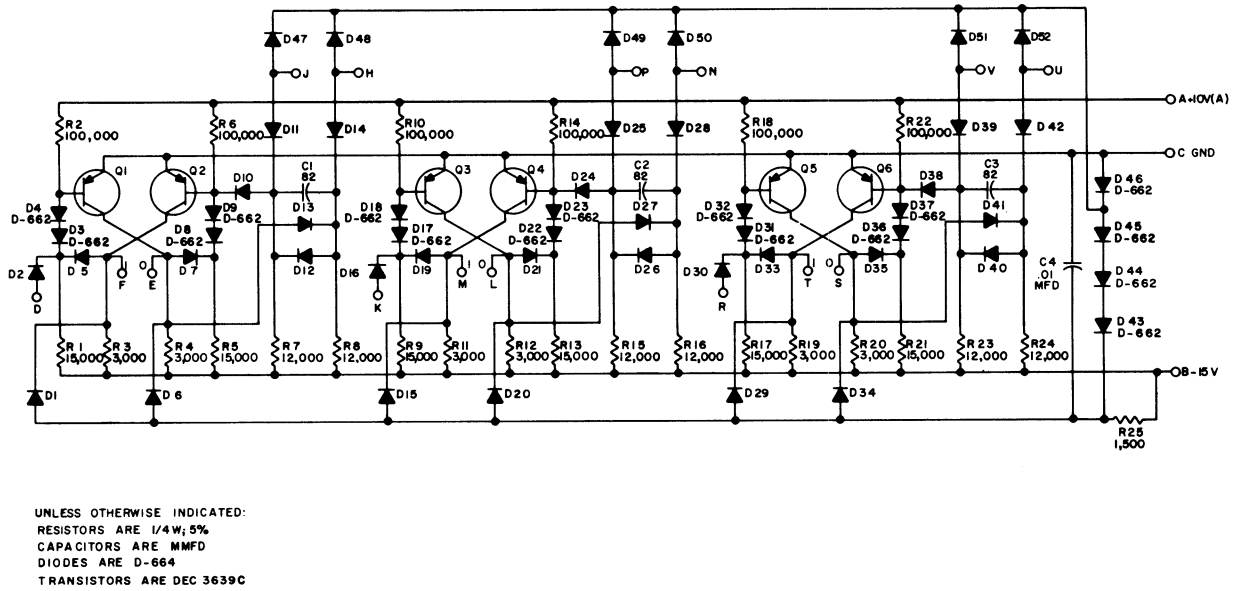 D47 D48 D49 D50 D51 D52
J H P N V U
A+10V(A)
R2 100,000
R6 100,000
D11 D14
R10 100,000
R14 100,000
D25 D28
R18 100,000
R22 100,000
D39 D42
C GND
Q1 Q2 D10 C1 82
Q3 Q4 D24 C2 82
Q5 Q6 D38 C3 82
D46 D-662
D4 D-662
D9 D-662
D13
D18 D-662
D23 D-662
D27
D32 D-662
D37 D-662
D41
D45 D-662
D3 D-662
D8 D-662
D17 D-662
D22 D-662
D31 D-662
D36 D-662
D2 D5 1 0 D7 D12 D16 D19 1 0 D21 D26 D30 D33 1 0 D35 D40
C4 .01 MFD
D44 D-662
D F E K M L R T S
D43 D-662
R1 15,000
R3 3,000
R4 3,000
R5 15,000
R7 12,000
R8 12,000
R9 15,000
R11 3,000
R12 3,000
R13 15,000
R15 12,000
R16 12,000
R17 15,000
R19 3,000
R20 3,000
R21 15,000
R23 12,000
R24 12,000
B-15V
D1 D6 D15 D20 D29 D34
R25
1,500
UNLESS OTHERWISE INDICATED:
RESISTORS ARE 1/4W; 5%
CAPACITORS ARE MMFD
DIODES ARE D-664
TRANSISTORS ARE DEC 3639C